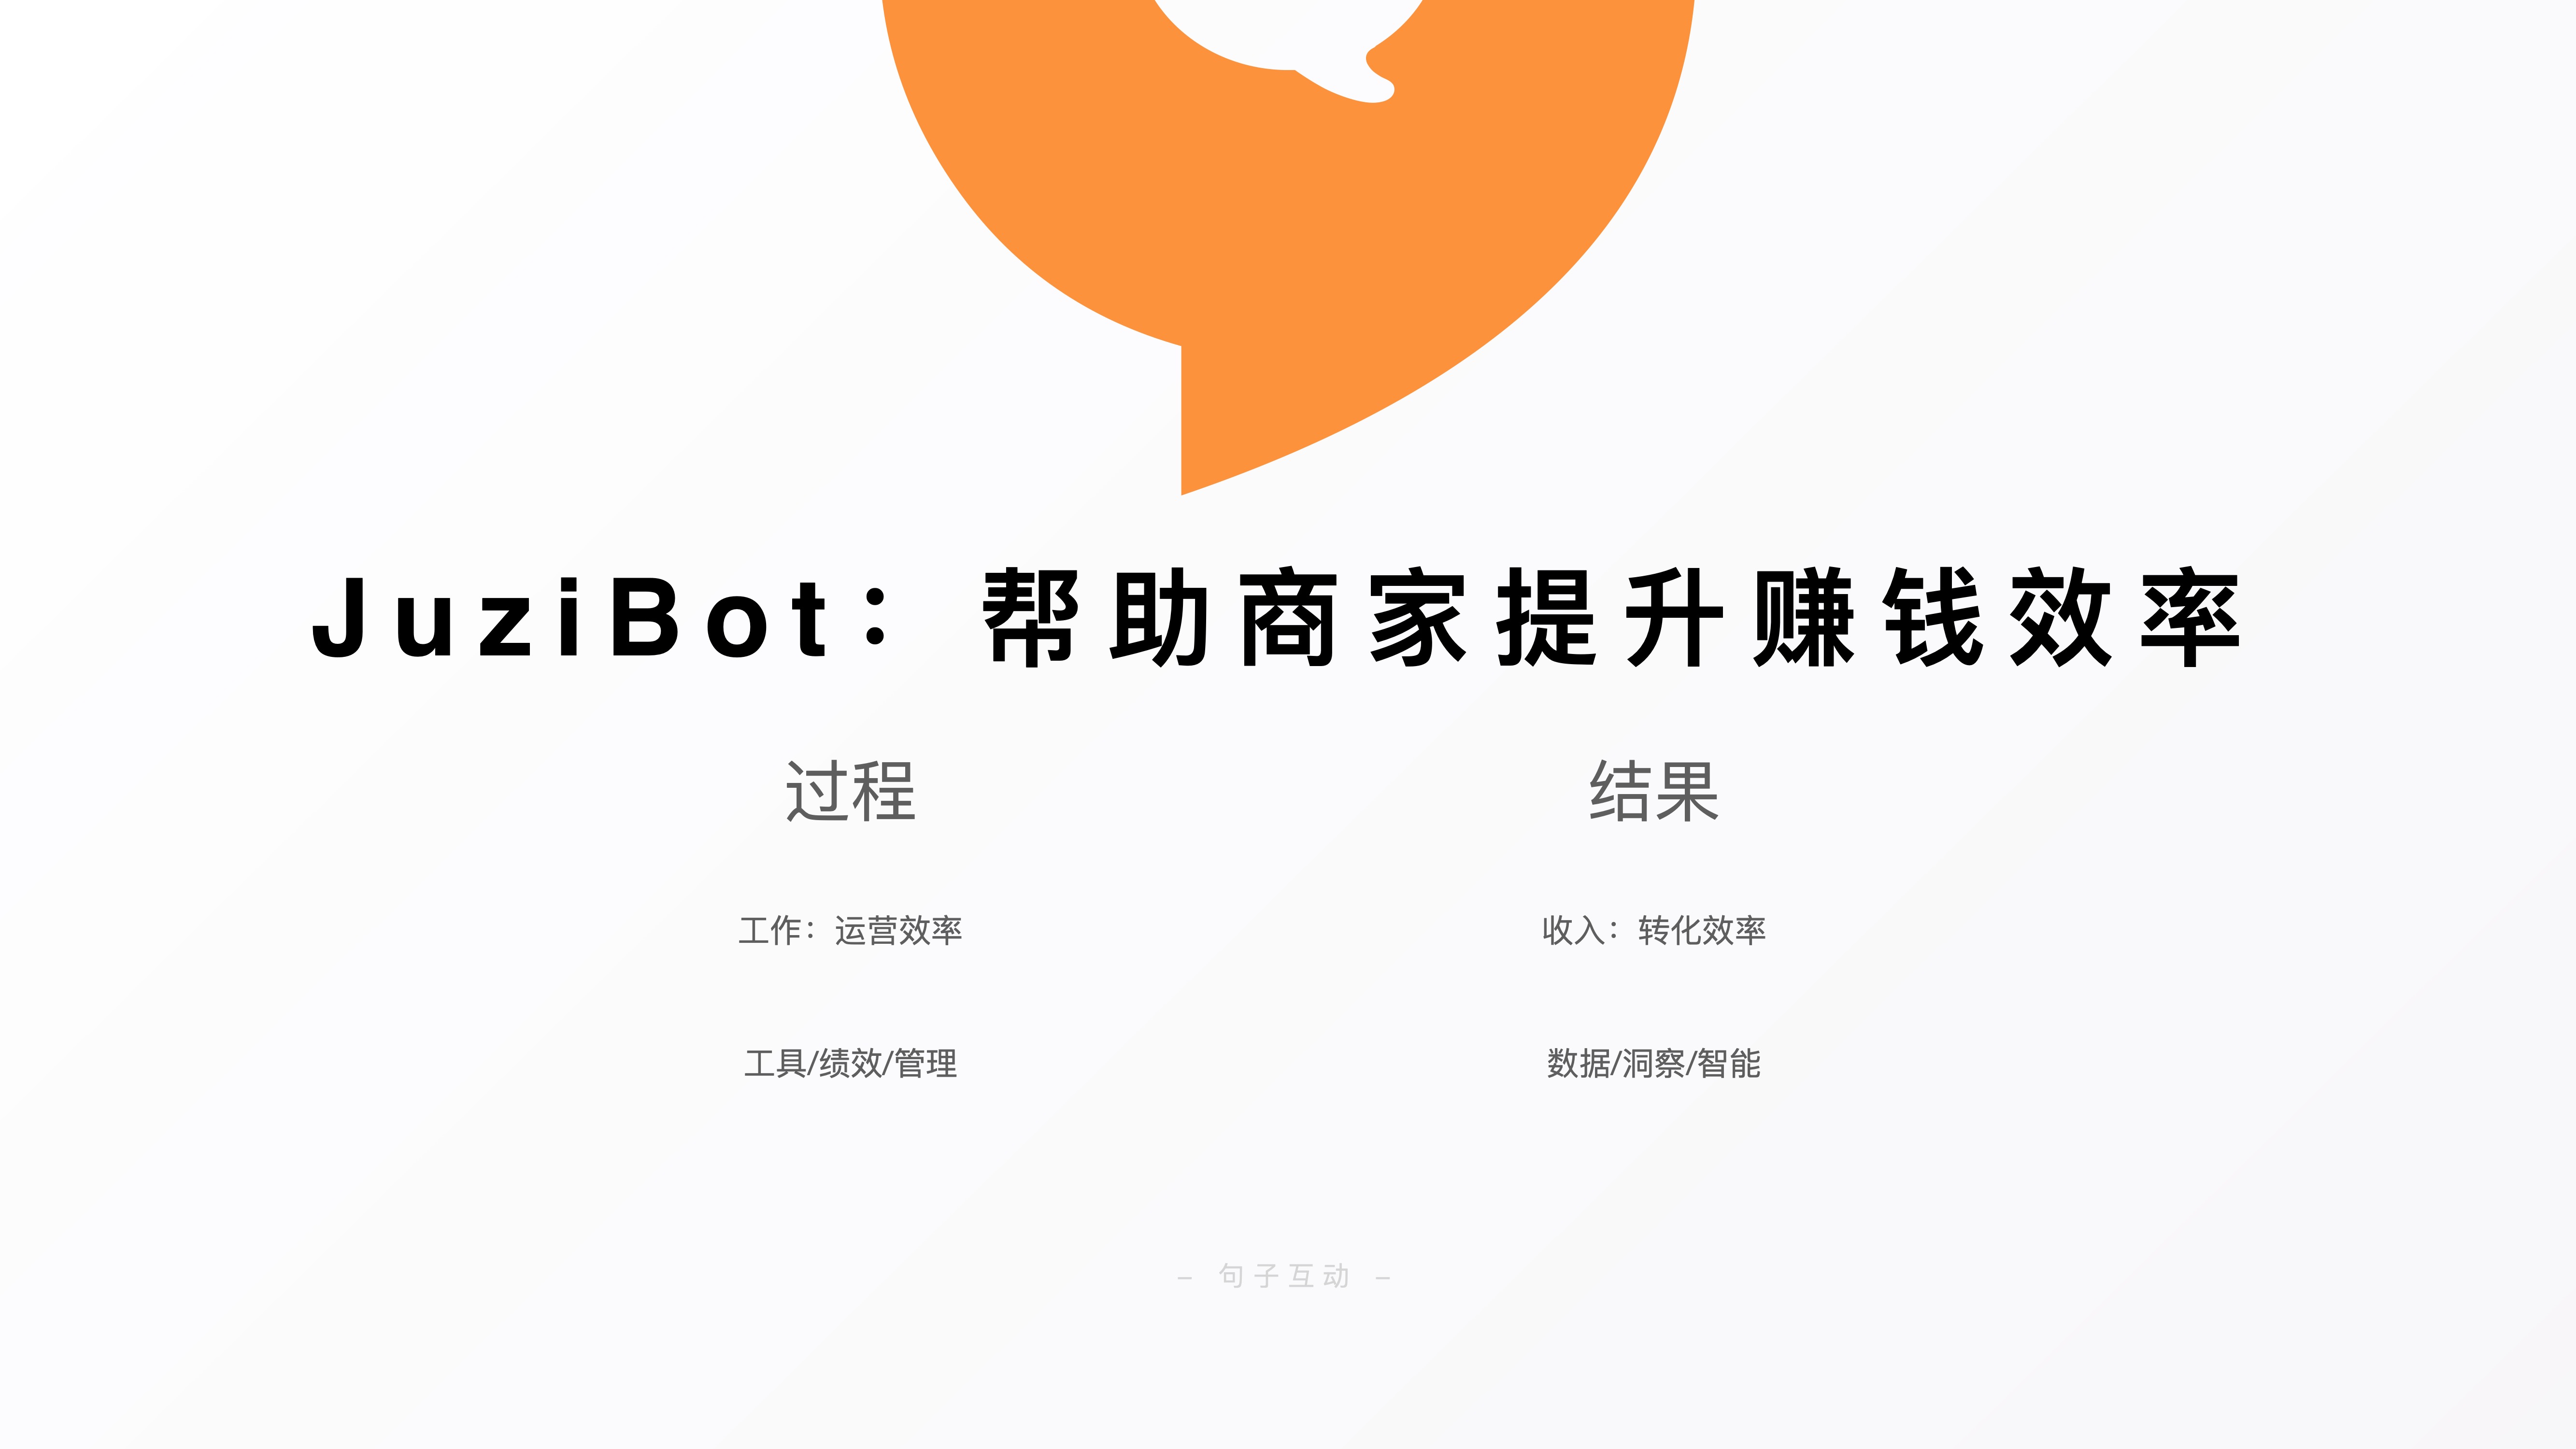 JuziBot：帮助商家提升赚钱效率
过程
结果
工作：运营效率
收入：转化效率
工具/绩效/管理
数据/洞察/智能
– 句子互动 –